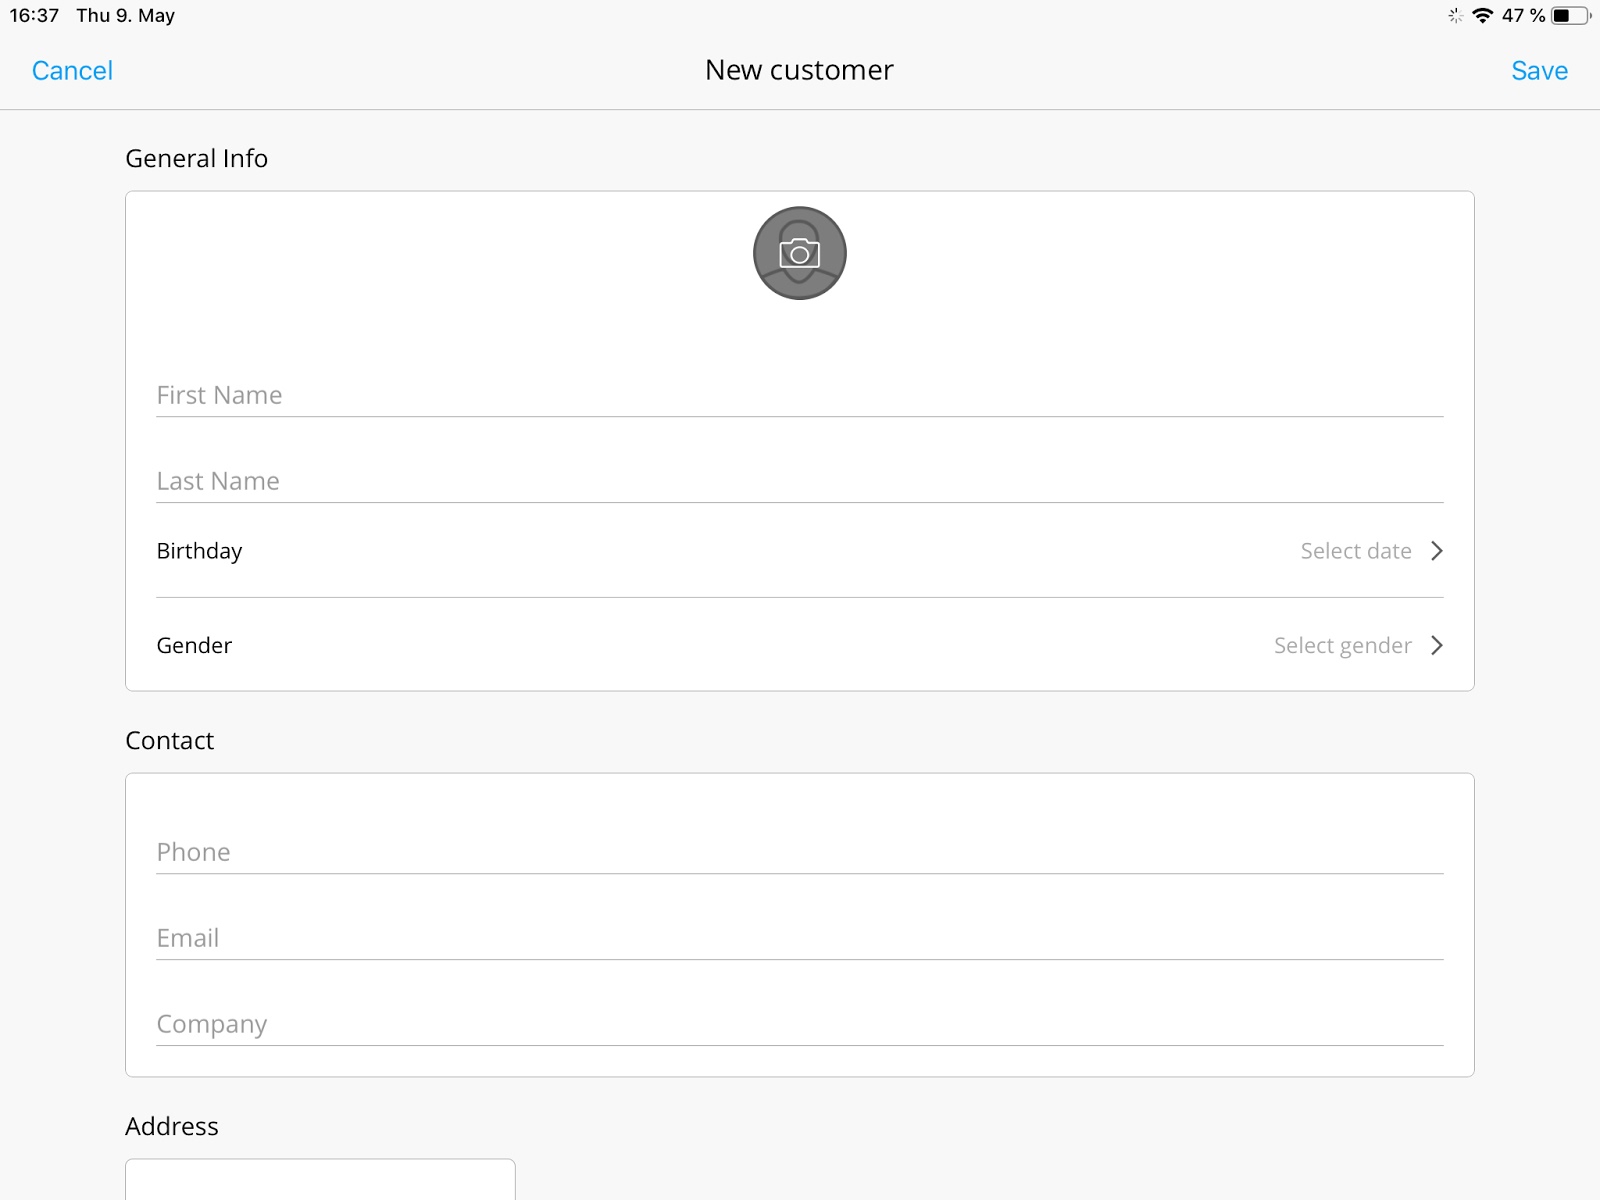 16:37 Thu 9. May 47 %
Cancel New customer Save
General Info
First Name
Last Name
Birthday Select date
Gender Select gender
Contact
Phone
Email
Company
Address